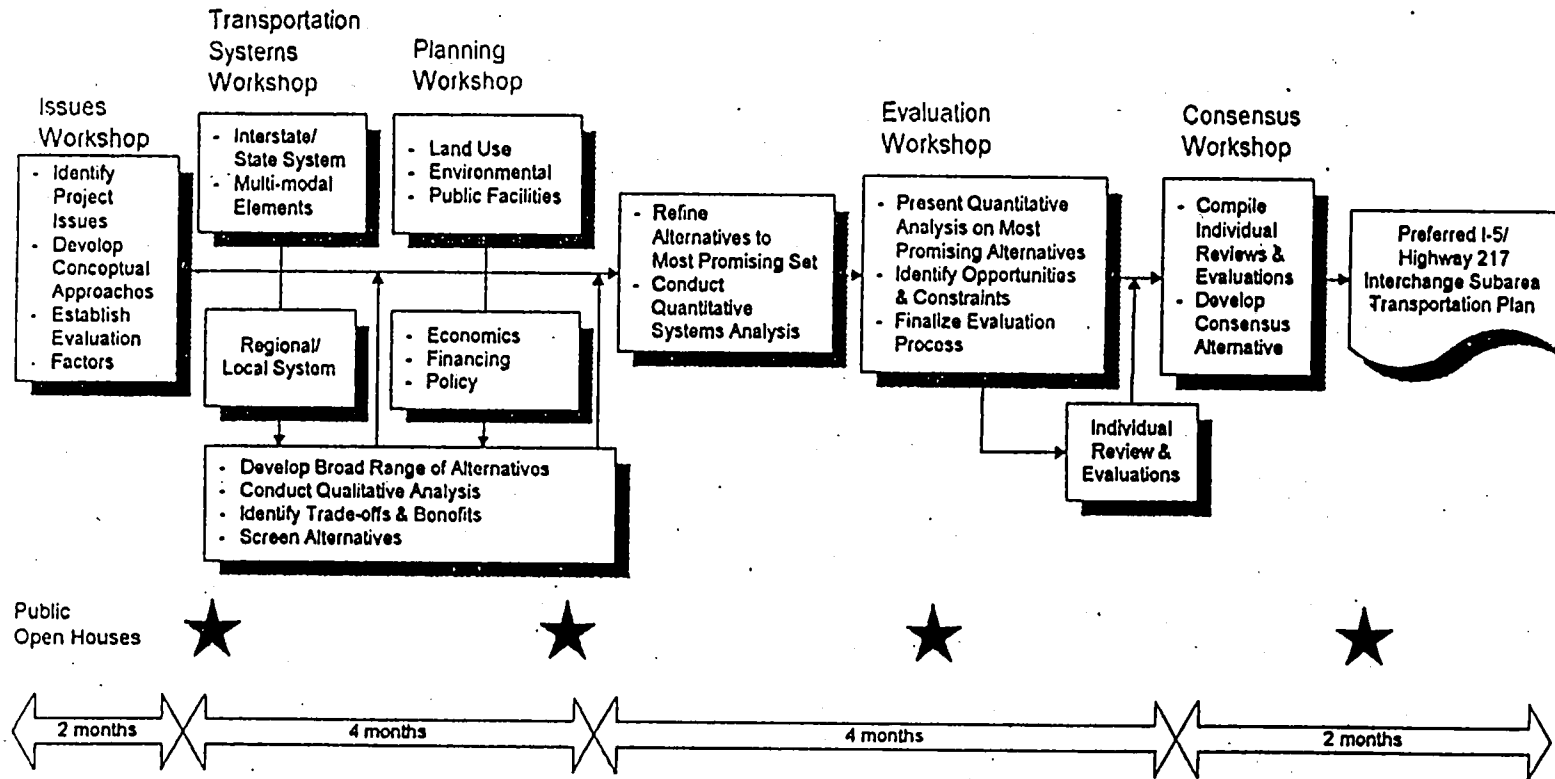 Issues
Workshop
- Identify
Project
Issues
- Develop
Concoptual
Approachos
- Establish
Evaluation
- Factors
Transportation
Systems
Workshop
- Interstate/
State System
- Multi-modal
Elements
Regional/
Local System
Planning
Workshop
- Land Use
- Environmental
- Public Facilities
- Economics
- Financing
- Policy
- Develop Broad Range of Alternativos
- Conduct Qualitative Analysis
- Identify Trade-offs & Bonofits
- Screen Alternatives
- Refine
Alternatives to
Most Promising Set
- Conduct
Quantitative
Systems Analysis
Evaluation
Workshop
- Present Quantitative
Analysis on Most
Promising Alternatives
- Identify Opportunities
& Constraints
- Finalize Evaluation
Process
Individual
Review &
Evaluations
Consensus
Workshop
- Compile
Individual
Reviews &
Evaluations
- Develop
Consensus
Alternative
Preferred I-5/
Highway 217
Interchange Subarea
Transportation Plan
Public
Open Houses
2 months
4 months
4 months
2 months